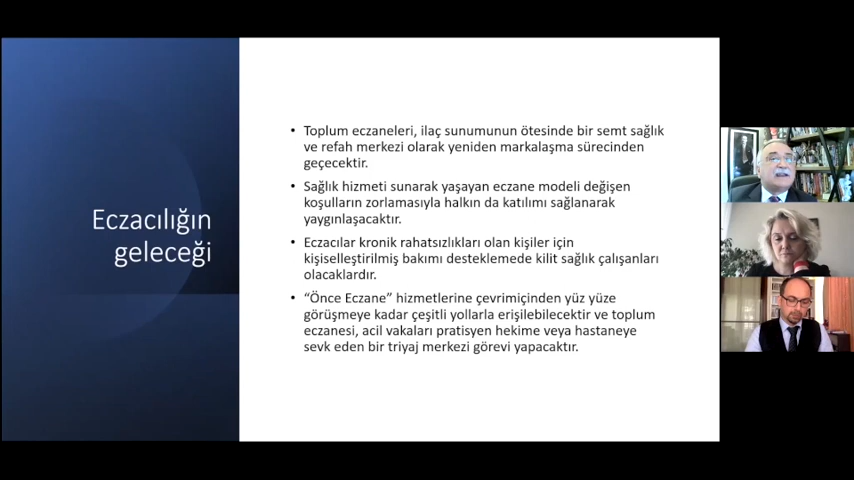 Eczacılığın
geleceği
• Toplum eczaneleri, ilaç sunumunun ötesinde bir semt sağlık
ve refah merkezi olarak yeniden markalaşma sürecinden
geçecektir.
• Sağlık hizmeti sunarak yaşayan eczane modeli değişen
koşulların zorlamasıyla halkın da katılımı sağlanarak
yaygınlaşacaktır.
• Eczacılar kronik rahatsızlıkları olan kişiler için
kişiselleştirilmiş bakımı desteklemede kilit sağlık çalışanları
olacaklardır.
• “Önce Eczane” hizmetlerine çevrimiçinden yüz yüze
görüşmeye kadar çeşitli yollarla erişilebilecektir ve toplum
eczanesi, acil vakaları pratisyen hekime veya hastaneye
sevk eden bir triyaj merkezi görevi yapacaktır.